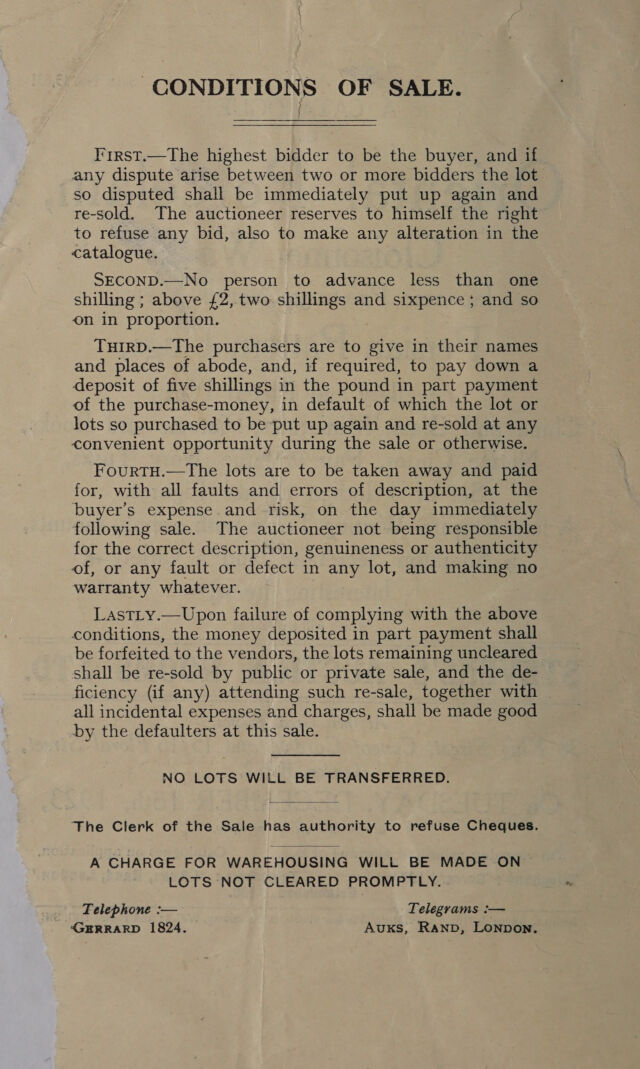 CONDITIONS OF SALE.
FIRST.—The highest bidder to be the buyer, and if
any dispute arise between two or more bidders the lot
so disputed shall be immediately put up again and
re-sold. The auctioneer reserves to himself the right
to refuse any bid, also to make any alteration in the
catalogue.
SECOND.—No person to advance less than one
shilling; above £2, two shillings and sixpence; and so
on in proportion.
THIRD.—The purchasers are to give in their names
and places of abode, and, if required, to pay down a
deposit of five shillings in the pound in part payment
of the purchase-money, in default of which the lot or
lots so purchased to be put up again and re-sold at any
convenient opportunity during the sale or otherwise.
FOURTH.—The lots are to be taken away and paid
for, with all faults and errors of description, at the
buyer's expense and risk, on the day immediately
following sale. The auctioneer not being responsible
for the correct description, genuineness or authenticity
of, or any fault or defect in any lot, and making no
warranty whatever.
LASTLY.—Upon failure of complying with the above
conditions, the money deposited in part payment shall
be forfeited to the vendors, the lots remaining uncleared
shall be re-sold by public or private sale, and the de-
ficiency (if any) attending such re-sale, together with
all incidental expenses and charges, shall be made good
by the defaulters at this sale.
NO LOTS WILL BE TRANSFERRED.
The Clerk of the Sale has authority to refuse Cheques.
A CHARGE FOR WAREHOUSING WILL BE MADE ON
LOTS NOT CLEARED PROMPTLY.
Telephone :— Telegrams :—
GERRARD 1824. AUKS, RAND, LONDON.